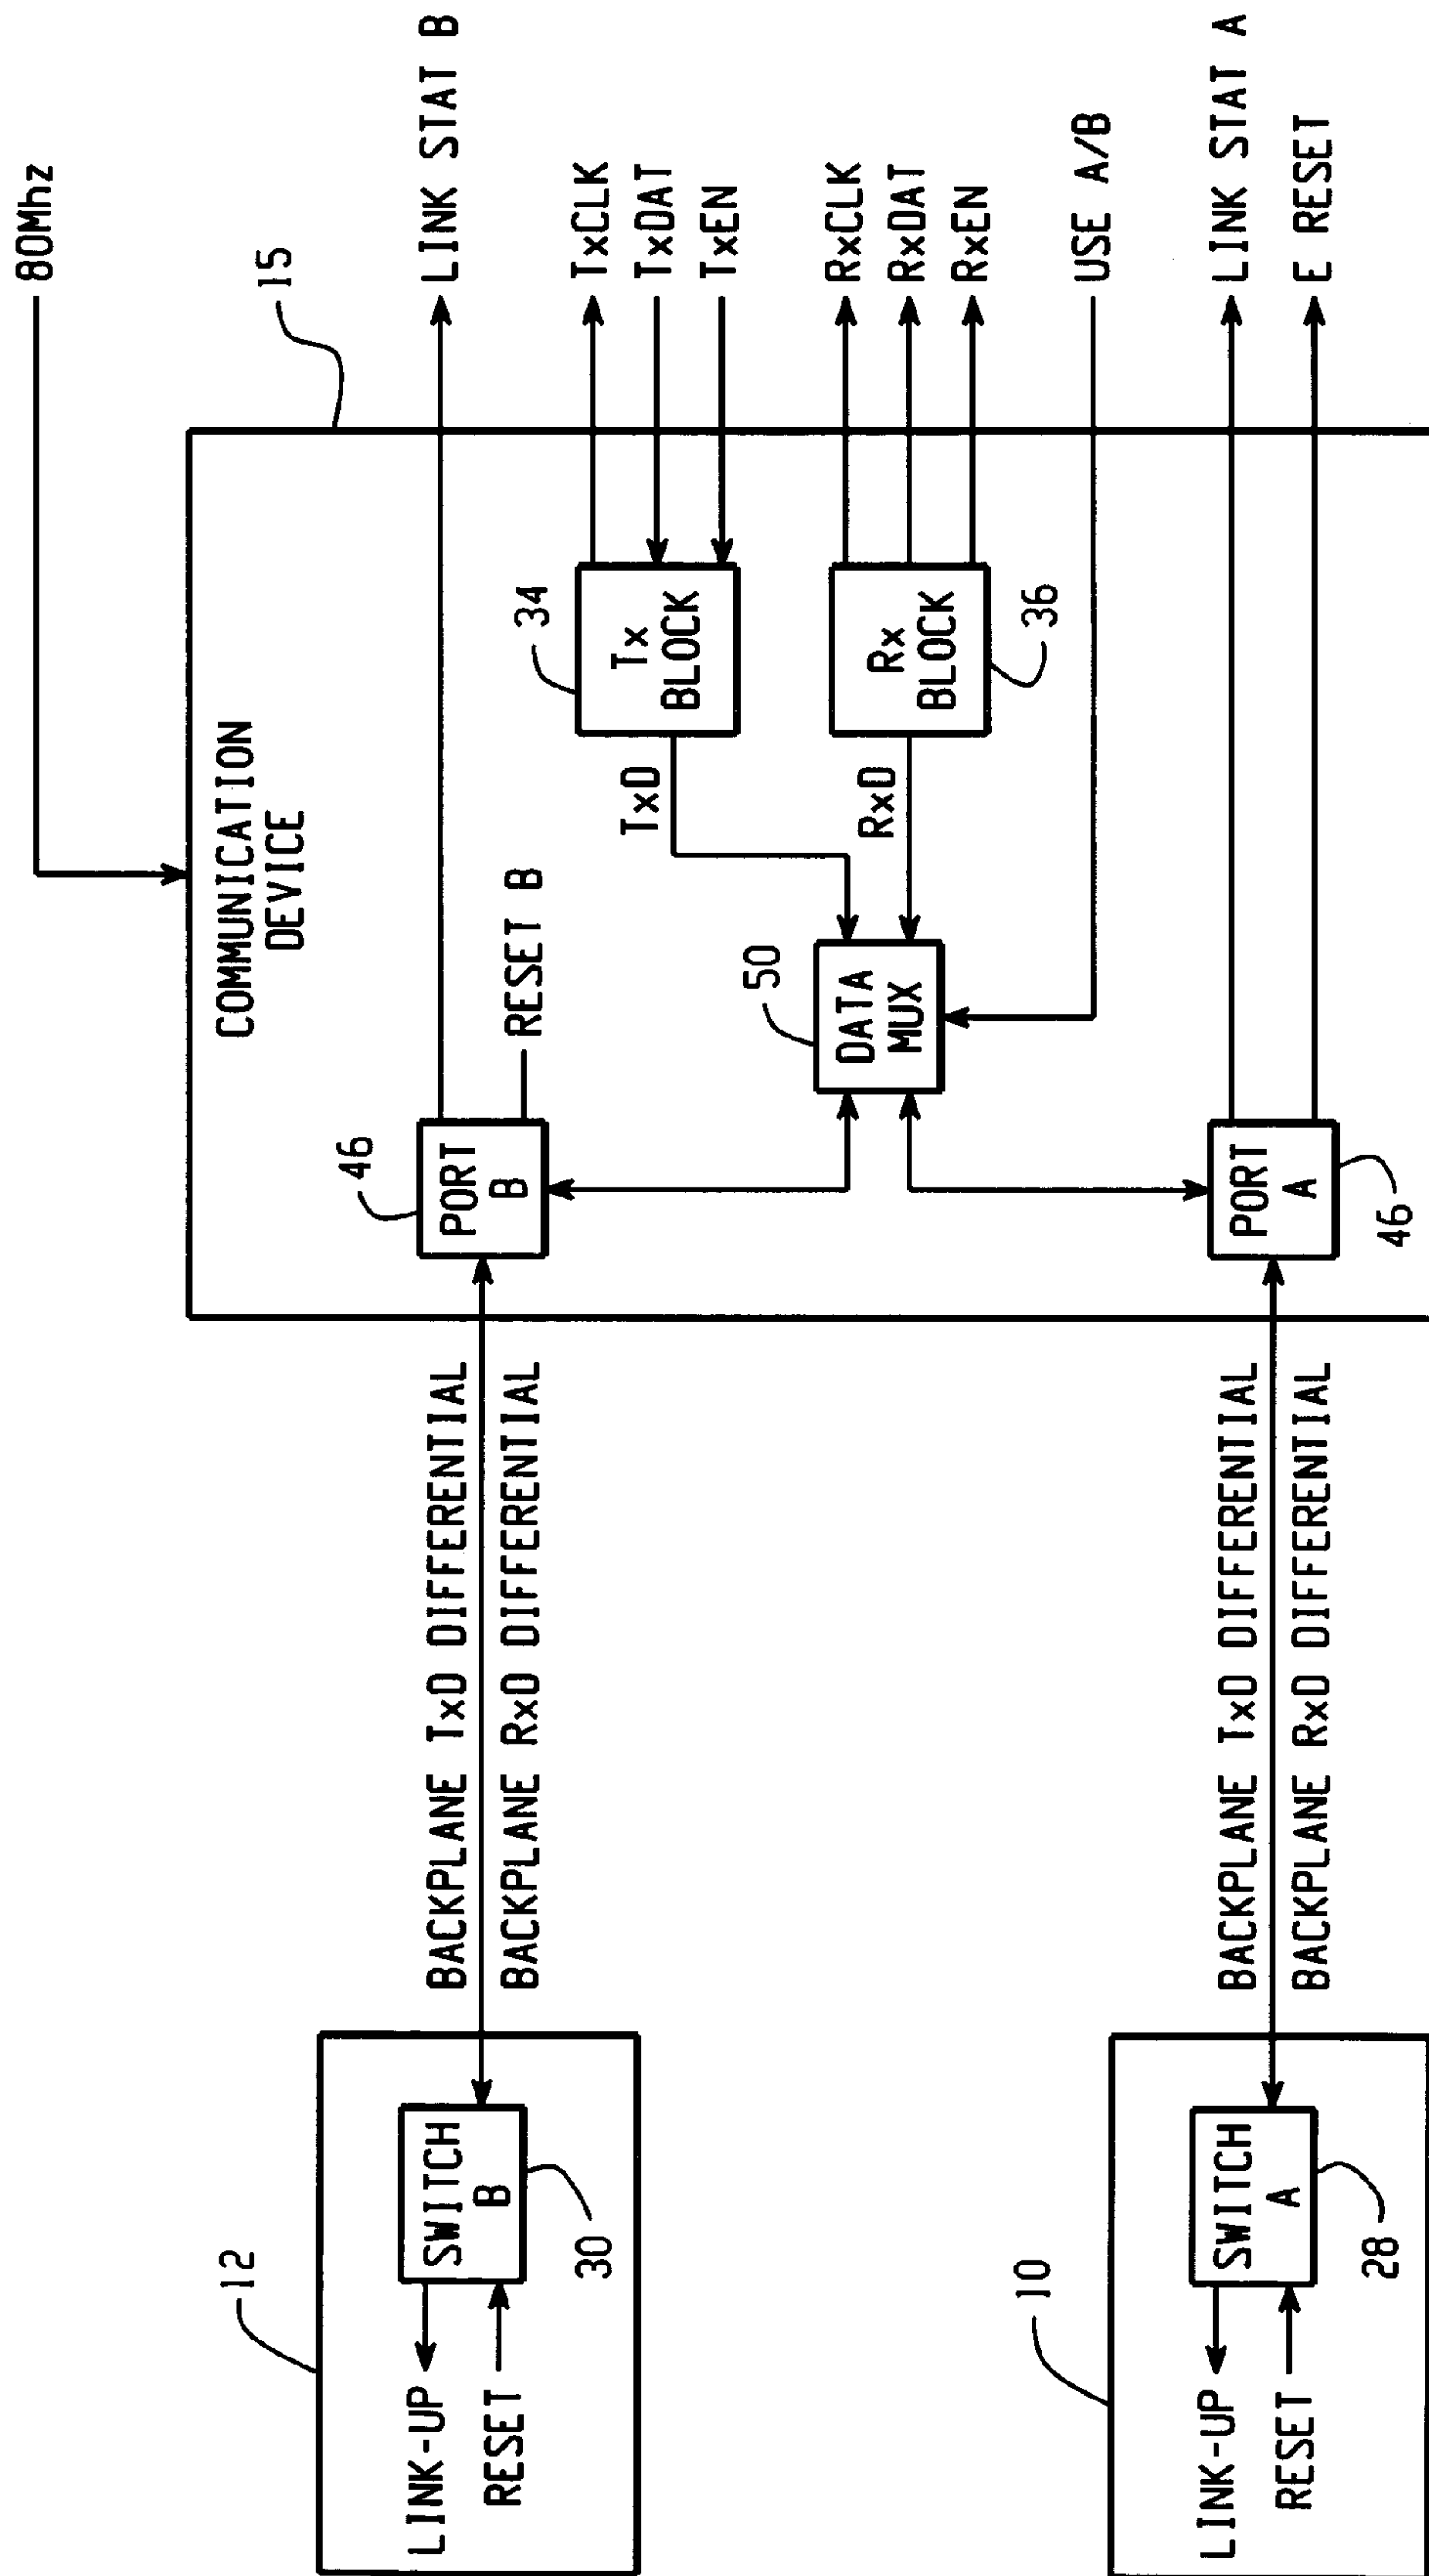 80Mhz
15
COMMUNICATION
DEVICE
LINK STAT B
TxCLK
TxDAT
TxEN
RxCLK
RxDAT
RxEN
USE A/B
LINK STAT A
E RESET
34
Tx
BLOCK
Rx
BLOCK
36
TxD
RxD
50
DATA
MUX
RESET B
46
PORT
B
PORT
A
46
BACKPLANE TxD DIFFERENTIAL
BACKPLANE RxD DIFFERENTIAL
BACKPLANE TxD DIFFERENTIAL
BACKPLANE RxD DIFFERENTIAL
12
SWITCH
B
30
LINK-UP
RESET
10
SWITCH
A
28
LINK-UP
RESET